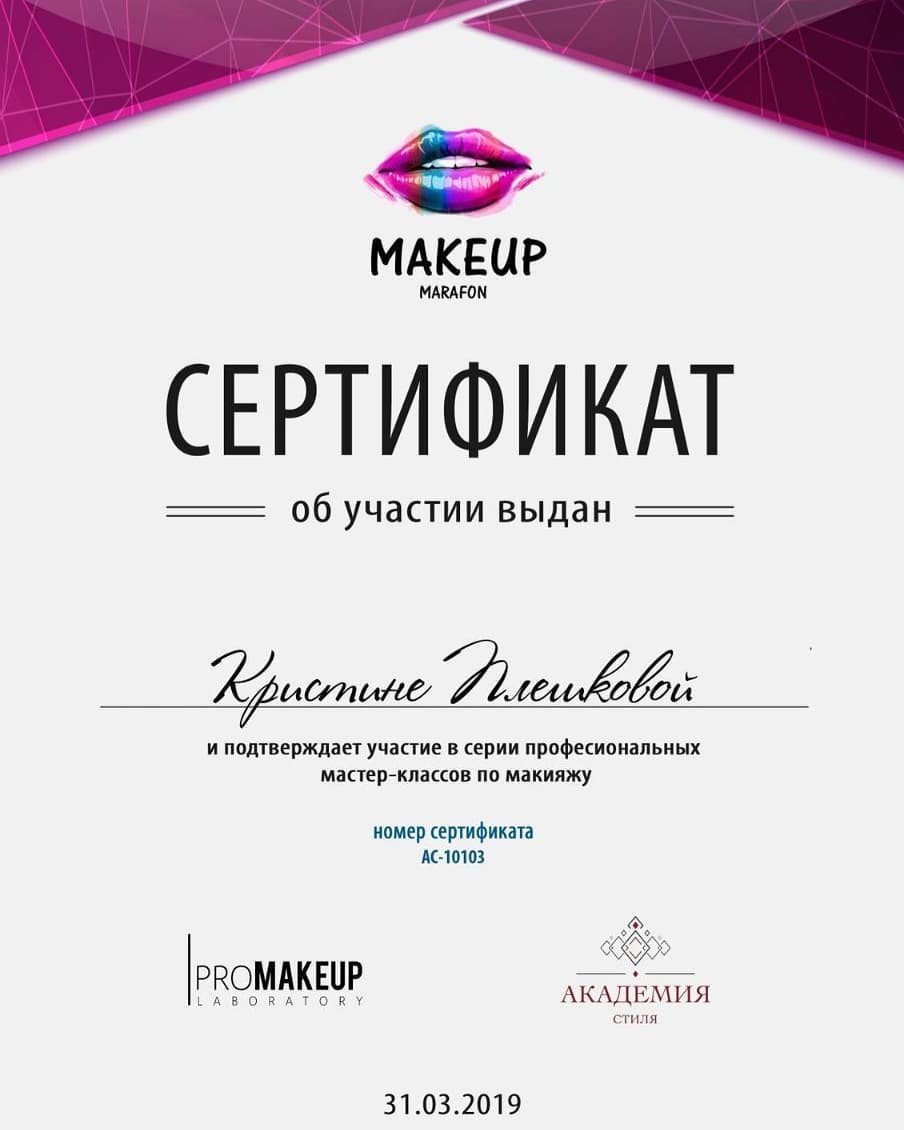 MAKEUP
MARAFON
СЕРТИФИКАТ
об участии выдан
Кристине Плешковой
и подтверждает участие в серии професиональных
мастер-классов по макияжу
номер сертификата
АС-10103
PROMAKEUP
LABORATORY
АКАДЕМИЯ
СТИЛЯ
31.03.2019